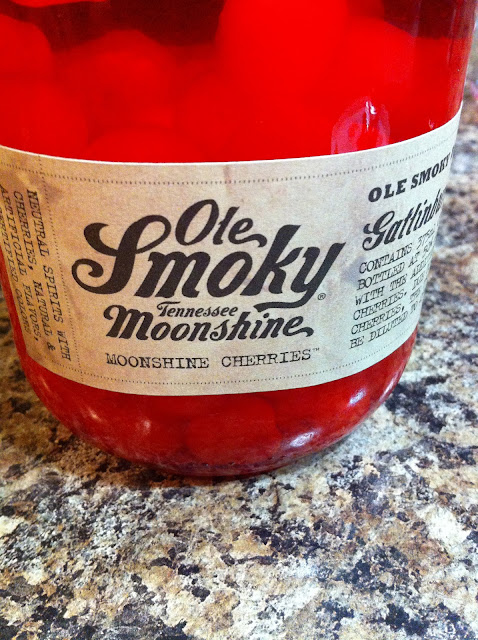 Ole
Smoky®
Tennessee
Moonshine
MOONSHINE CHERRIES™
NEUTRAL SPIRITS WITH
CHERRIES, NATURAL &
ARTIFICIAL FLAVORS,
OLE SMOKY
CONTAINS
BOTTLED AT
WITH THE
CHERRIES.
CHERRIES,
BE DILUTED